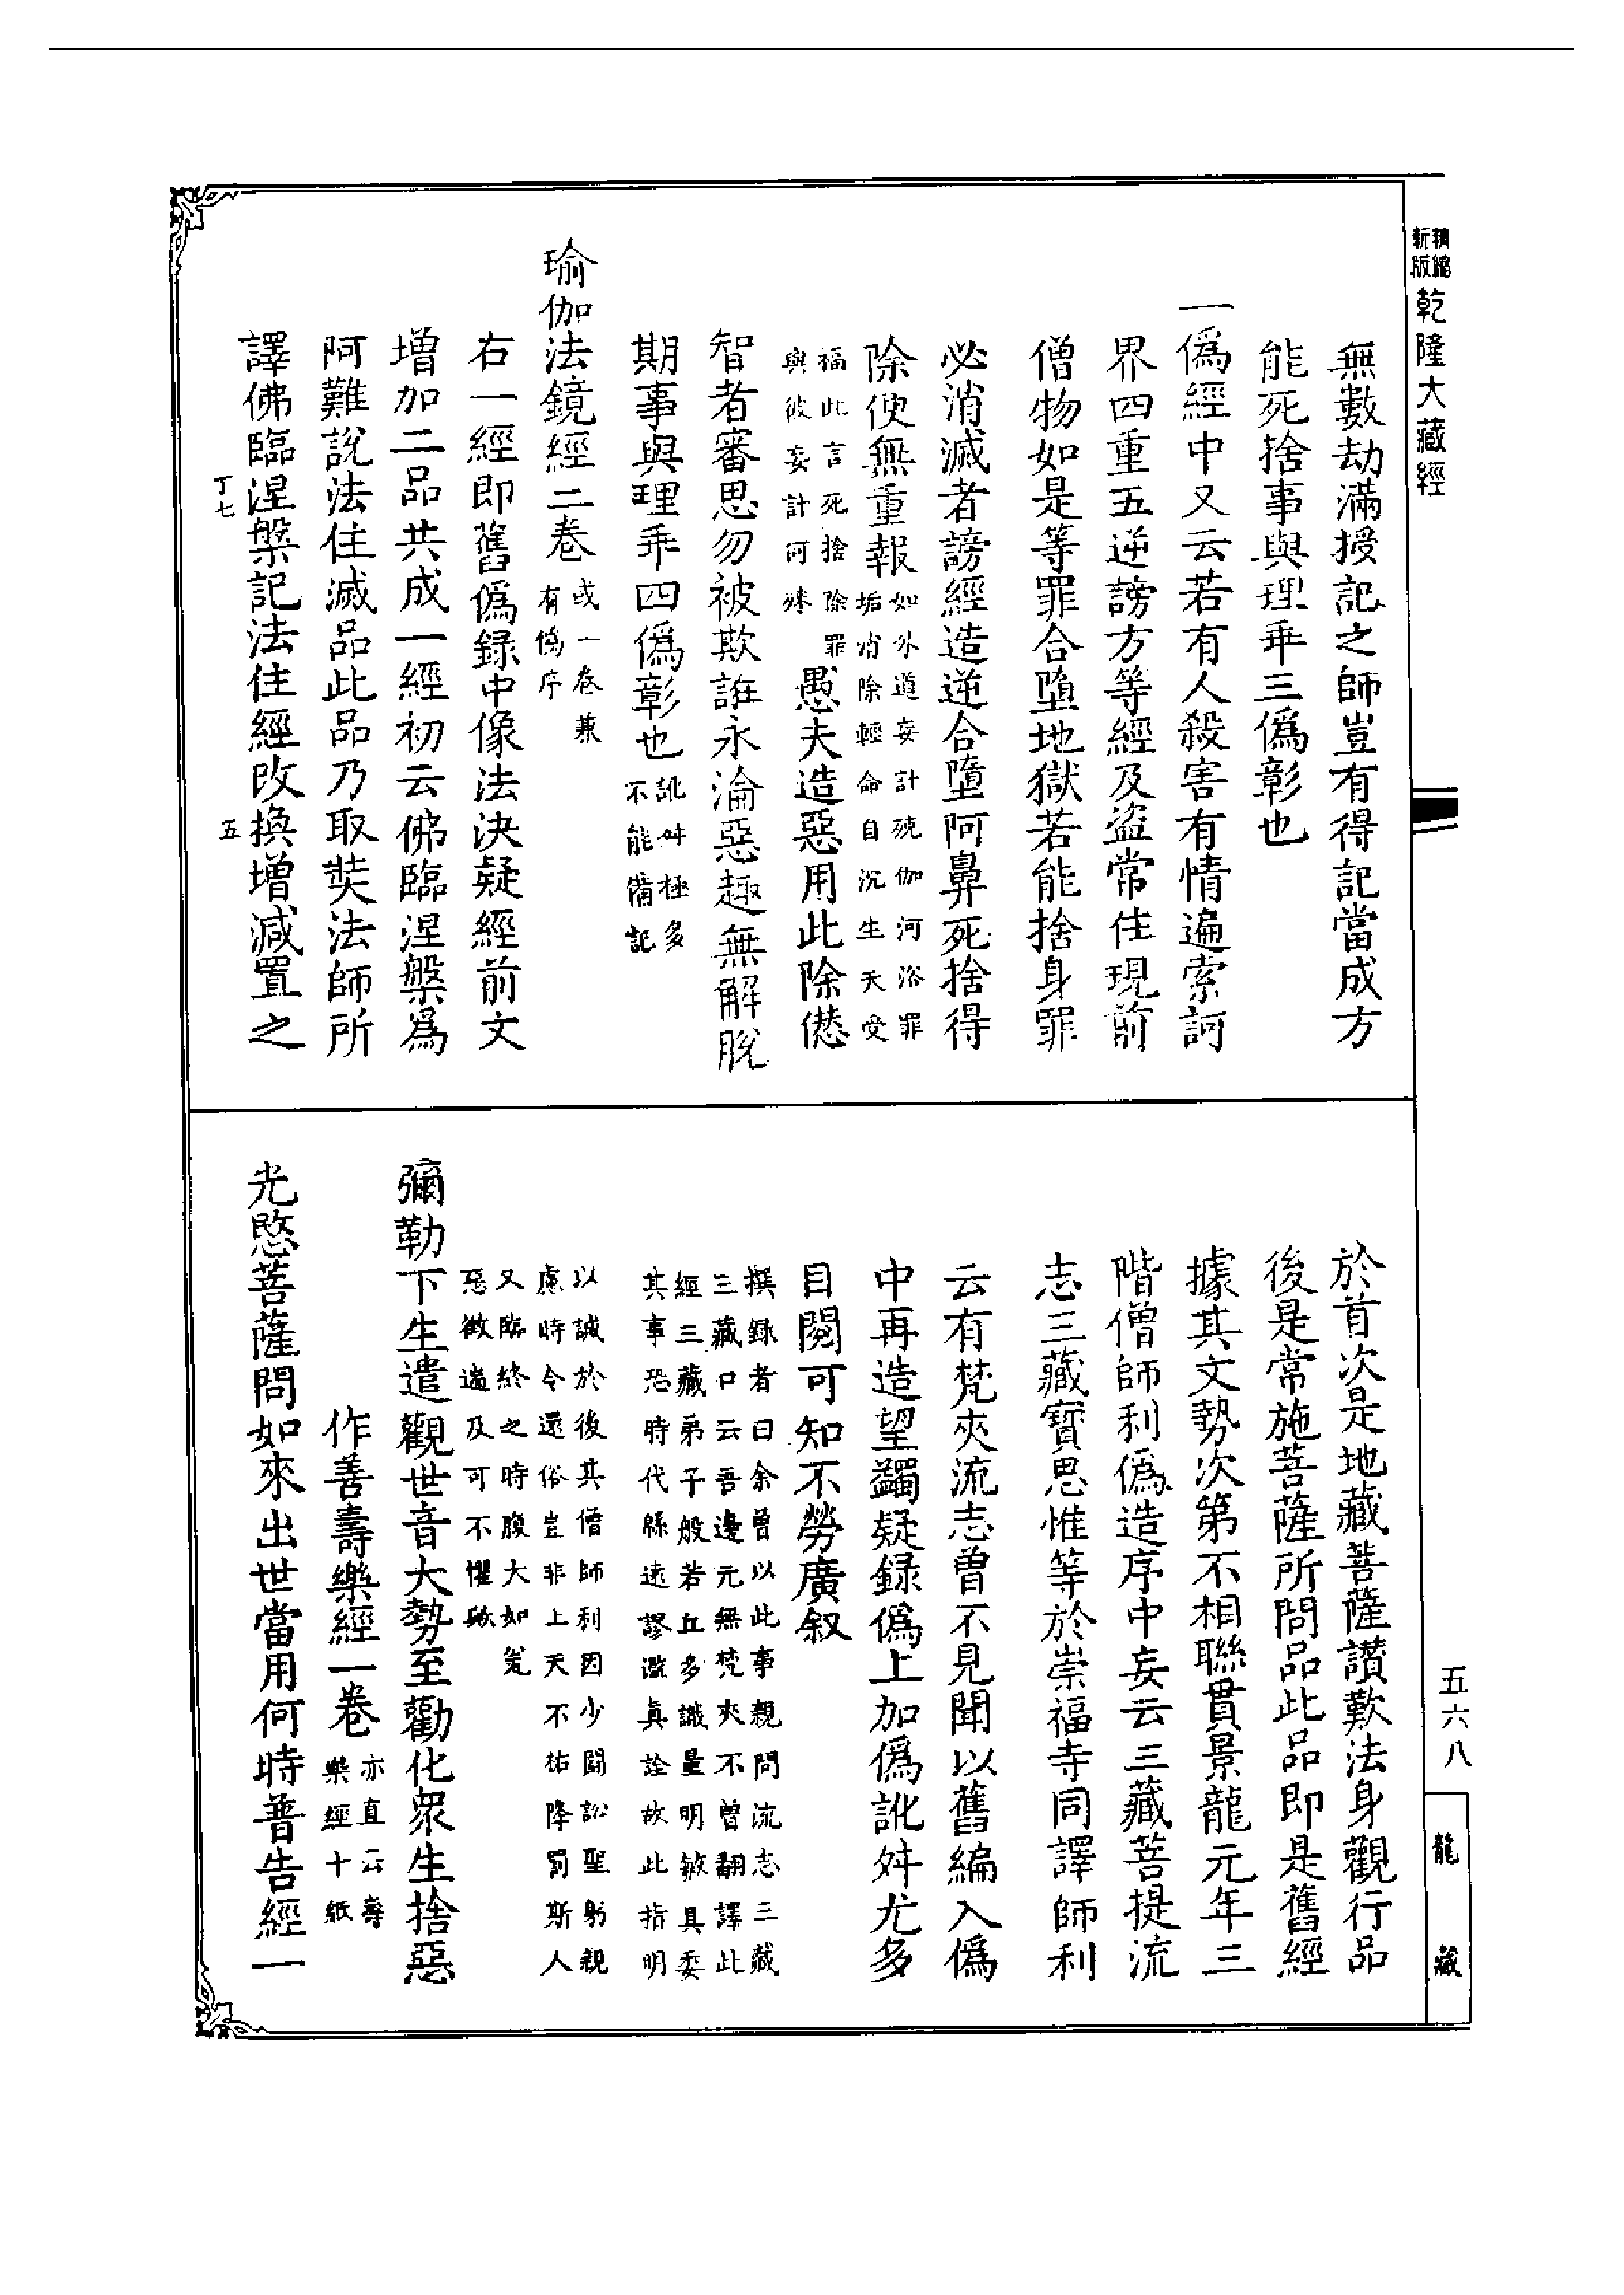 精縮新版 乾隆大藏經
無數劫滿授記之師豈有得記當成方
能死捨事與理乖三僞彰也
一僞經中又云若有人殺害有情遍索訶
界四重五逆謗方等經及盜常住現前
僧物如是等罪合墮地獄若能捨身罪
必消滅者謗經造逆合墮阿鼻死捨得
除使無重報如外道妄計殑伽河浴罪
垢消除輕命自沉生天受
福此言死捨除罪
與彼妄計何殊愚夫造惡用此除愆
智者審思勿被欺誑永淪惡趣無解脫
期事與理乖四僞彰也訛舛極多
不能備記
瑜伽法鏡經二卷或一卷兼
有僞序
右一經即舊僞録中像法決疑經前文
增加二品共成一經初云佛臨涅槃爲
阿難說法住滅品此品乃取奘法師所
譯佛臨涅槃記法住經改換增減置之
丁七 五
於首次是地藏菩薩讃歎法身觀行品
後是常施菩薩所問品此品即是舊經
據其文勢次第不相聯貫景龍元年三
階僧師利僞造序中妄云三藏菩提流
志三藏寶思惟等於崇福寺同譯師利
云有梵夾流志曾不見聞以舊編入僞
中再造望蠲疑録僞上加僞訛舛尤多
目閱可知不勞廣叙
撰録者曰余曾以此事親問流志三藏
三藏口云吾邊元無梵夾不曾翻譯此
經三藏弟子般若丘多識量明敏具委
其事恐時代緜遠謬濫真詮故此指明
以誡於後其僧師利因少鬪訟聖躬親
慮時令還俗豈非上天不祐降罰斯人
又臨終之時腹大如甕
惡徵遄及可不懼歟
彌勒下生遣觀世音大勢至勸化衆生捨惡
作善壽樂經一卷亦直云壽
樂經十紙
光愍菩薩問如來出世當用何時普告經一
五六八
龍藏